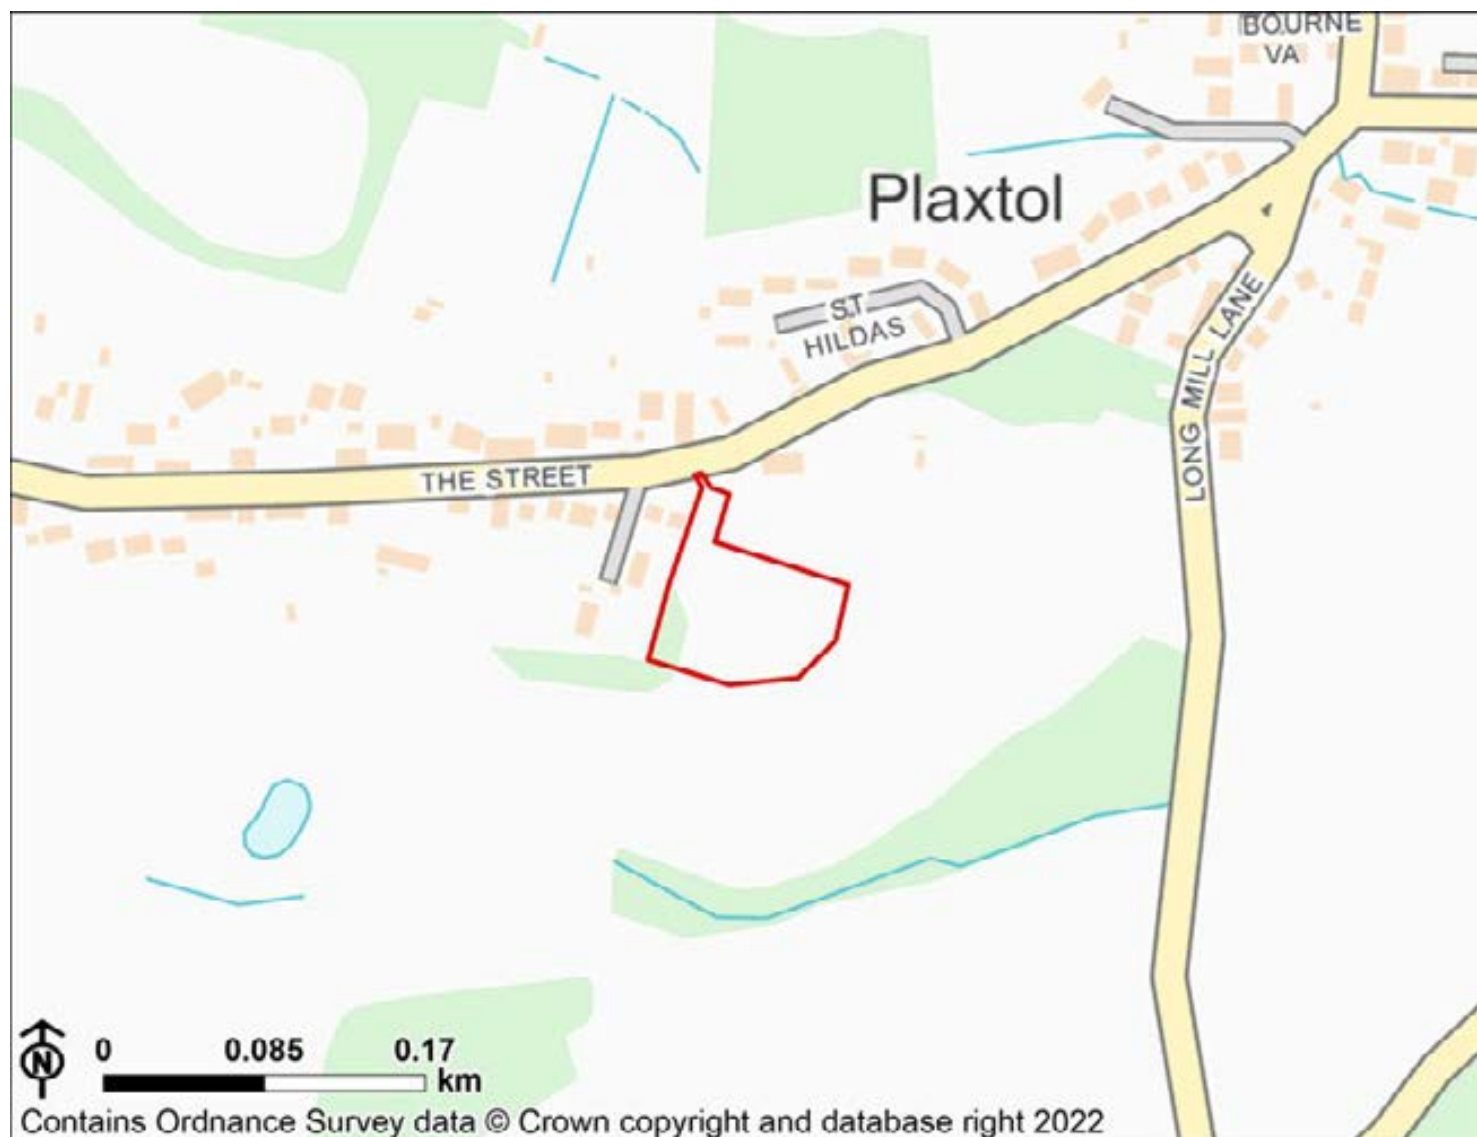 BOURNE
VA
Plaxtol
ST
HILDAS
LONG MILL LANE
THE STREET
N
0 0.085 0.17
km
Contains Ordnance Survey data © Crown copyright and database right 2022